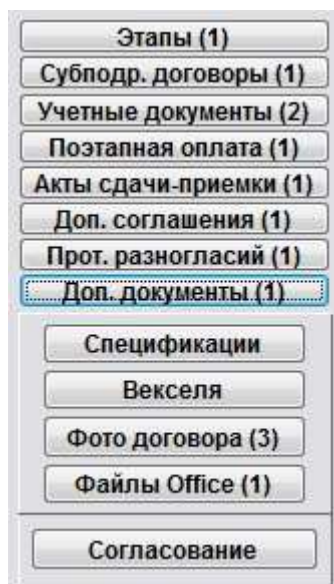 Этапы (1)
Субподр. договоры (1)
Учетные документы (2)
Поэтапная оплата (1)
Акты сдачи-приемки (1)
Доп. соглашения (1)
Прот. разногласий (1)
Доп. документы (1)
Спецификации
Векселя
Фото договора (3)
Файлы Office (1)
Согласование